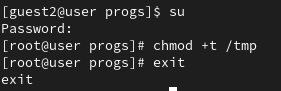 [guest2@user progs]$ su
Password:
[root@user progs]# chmod +t /tmp
[root@user progs]# exit
exit